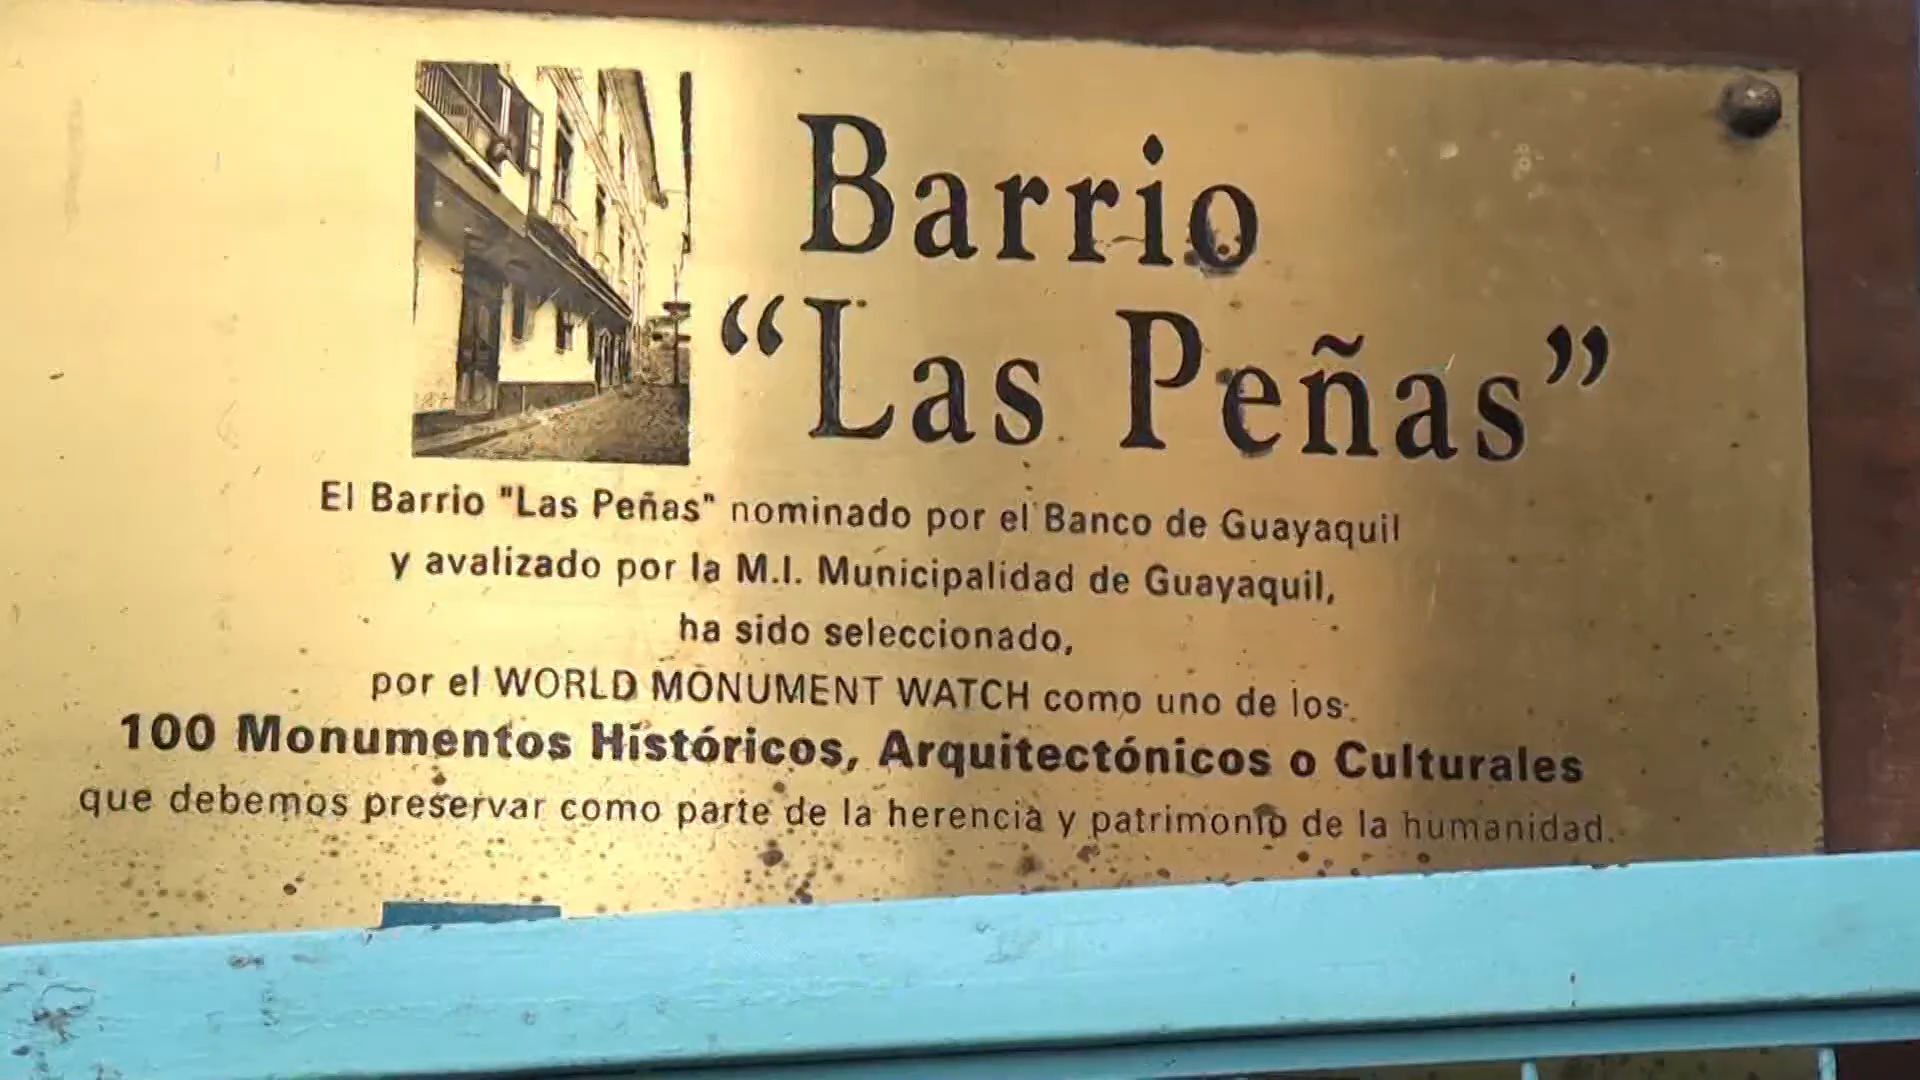 Barrio
“Las Peñas”
El Barrio "Las Peñas" nominado por el Banco de Guayaquil
y avalizado por la M.I. Municipalidad de Guayaquil,
ha sido seleccionado,
por el WORLD MONUMENT WATCH como uno de los
100 Monumentos Históricos, Arquitectónicos o Culturales
que debemos preservar como parte de la herencia y patrimonio de la humanidad.